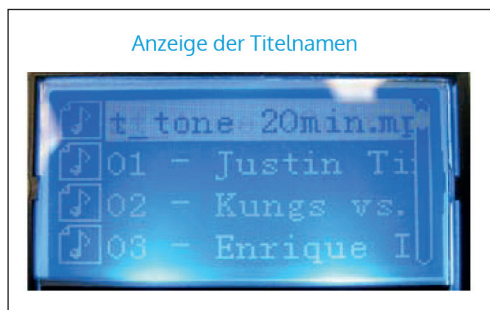 Anzeige der Titelnamen
t_tone 20min.mp
01 - Justin Ti
02 - Kungs vs.
03 - Enrique I